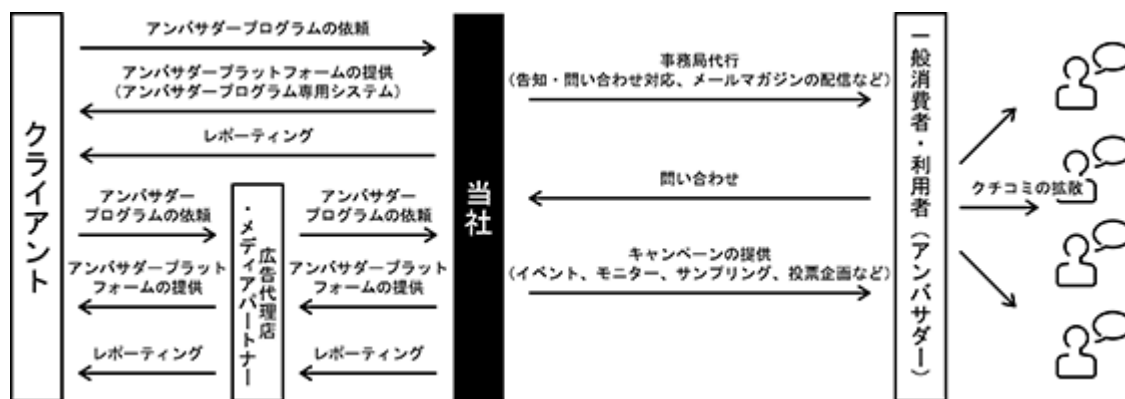 クライアント
アンバサダープログラムの依頼
アンバサダープラットフォームの提供
（アンバサダープログラム専用システム）
レポーティング
アンバサダー
プログラムの依頼
アンバサダープラット
フォームの提供
レポーティング
広告代理店
・メディアパートナー
アンバサダー
プログラムの依頼
アンバサダープラット
フォームの提供
レポーティング
当社
事務局代行
（告知・問い合わせ対応、メールマガジンの配信など）
問い合わせ
キャンペーンの提供
（イベント、モニター、サンプリング、投票企画など）
一般消費者・利用者（アンバサダー）
クチコミの拡散